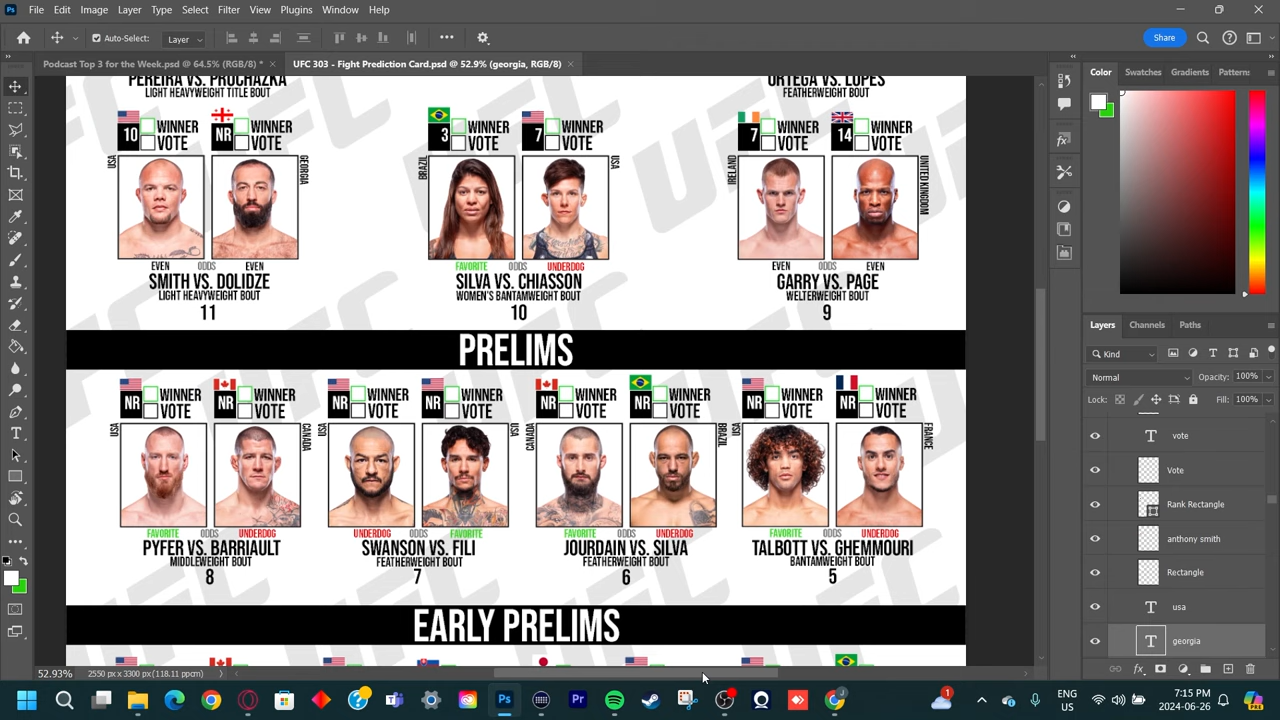 File Edit Image Layer Type Select Filter View Plugins Window Help
Auto-Select: Layer Share
Podcast Top 3 for the Week.psd @ 64.5% (RGB/8) * UFC 303 - Fight Prediction Card.psd @ 52.9% (georgia, RGB/8)
PEREIRA VS. PROCHAZKA ORTEGA VS. LOPES
LIGHT HEAVYWEIGHT TITLE BOUT FEATHERWEIGHT BOUT
10 WINNER VOTE NR WINNER VOTE 3 WINNER VOTE 7 WINNER VOTE 7 WINNER VOTE 14 WINNER VOTE
USA GEORGIA BRAZIL USA IRELAND UNITED KINGDOM
EVEN ODDS EVEN FAVORITE ODDS UNDERDOG EVEN ODDS EVEN
SMITH VS. DOLIDZE SILVA VS. CHIASSON GARRY VS. PAGE
LIGHT HEAVYWEIGHT BOUT WOMEN'S BANTAMWEIGHT BOUT WELTERWEIGHT BOUT
11 10 9
PRELIMS
NR WINNER VOTE NR WINNER VOTE NR WINNER VOTE NR WINNER VOTE NR WINNER VOTE NR WINNER VOTE NR WINNER VOTE NR WINNER VOTE
USA CANADA USA USA CANADA BRAZIL USA FRANCE
FAVORITE ODDS UNDERDOG UNDERDOG ODDS FAVORITE FAVORITE ODDS UNDERDOG FAVORITE ODDS UNDERDOG
PYFER VS. BARRIAULT SWANSON VS. FILI JOURDAIN VS. SILVA TALBOTT VS. GHEMMOURI
MIDDLEWEIGHT BOUT FEATHERWEIGHT BOUT FEATHERWEIGHT BOUT BANTAMWEIGHT BOUT
8 7 6 5
EARLY PRELIMS
52.93% 2550 px x 3300 px (118.11 ppcm)
Color Swatches Gradients Patterns
Layers Channels Paths
Kind
Normal Opacity: 100%
Lock: Fill: 100%
vote
Vote
Rank Rectangle
anthony smith
Rectangle
usa
georgia
ENG
US
7:15 PM
2024-06-26